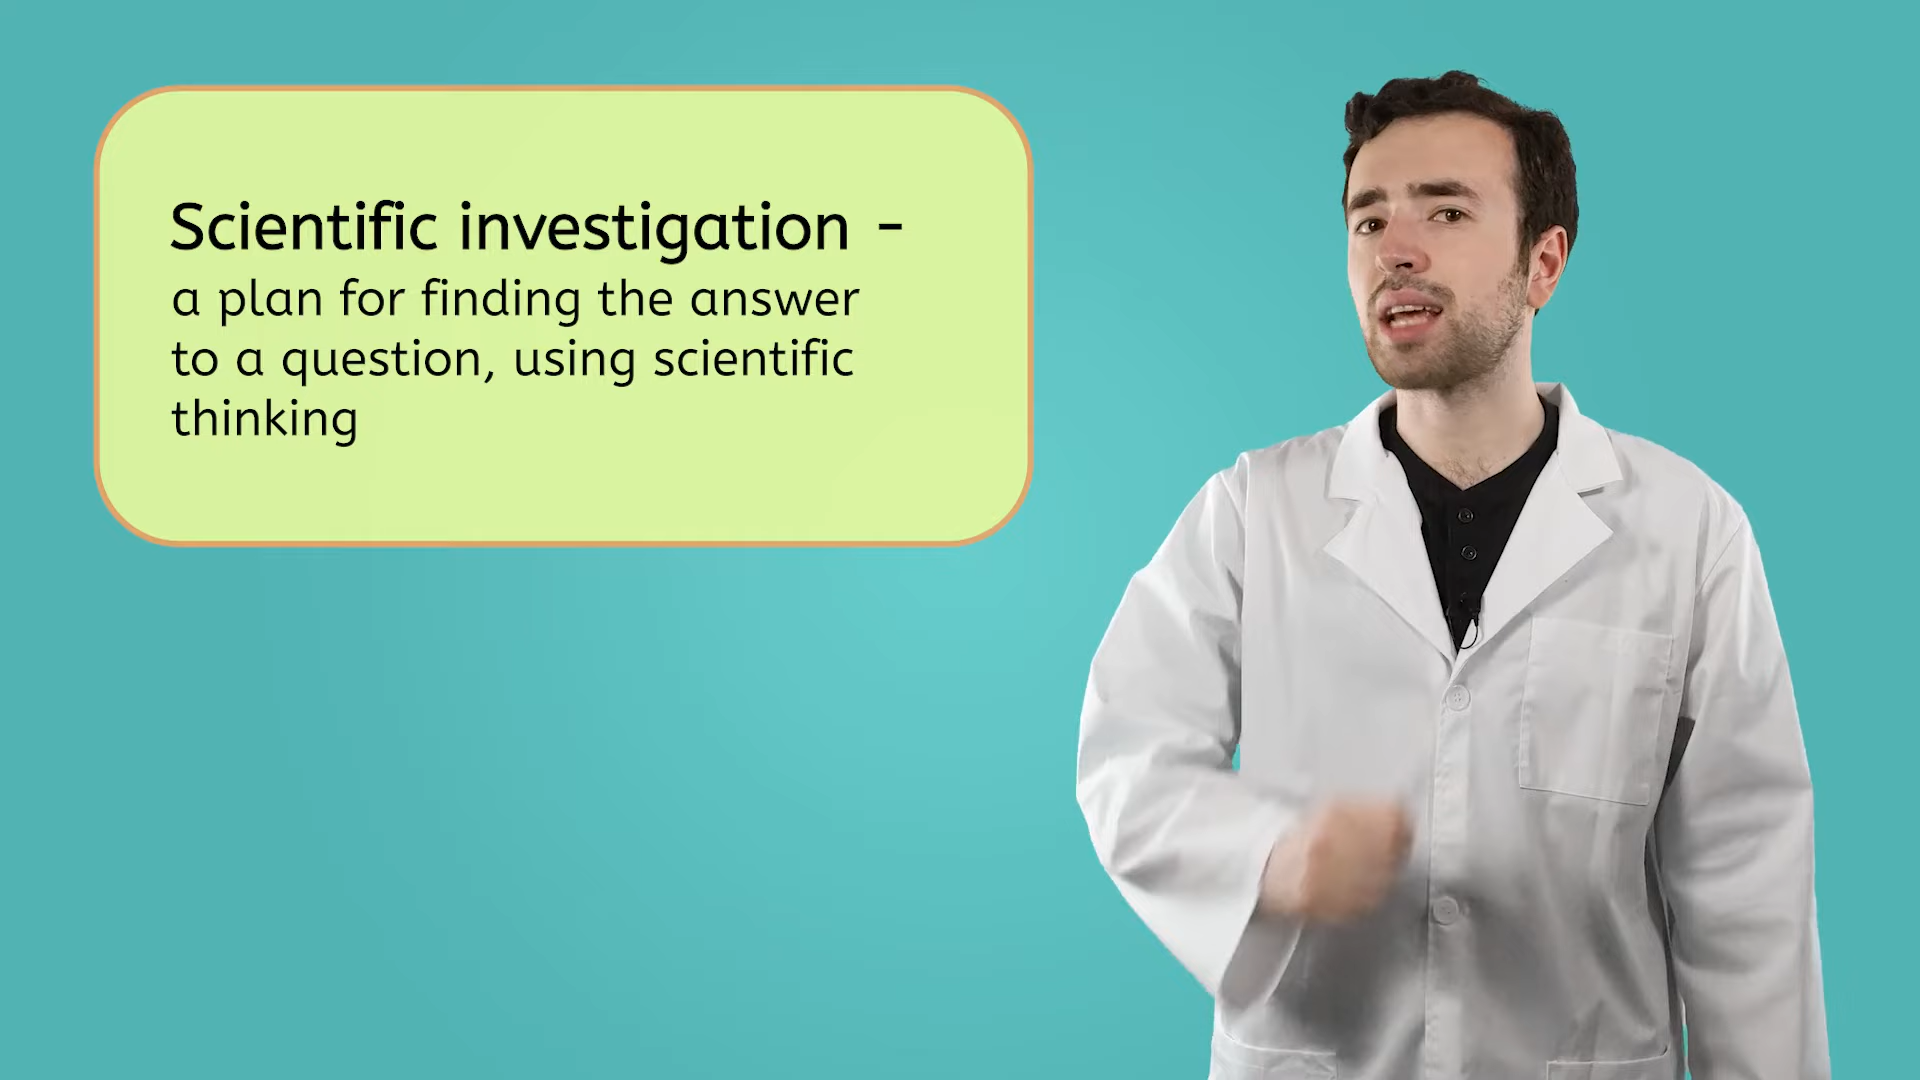 Scientific investigation -
a plan for finding the answer
to a question, using scientific
thinking